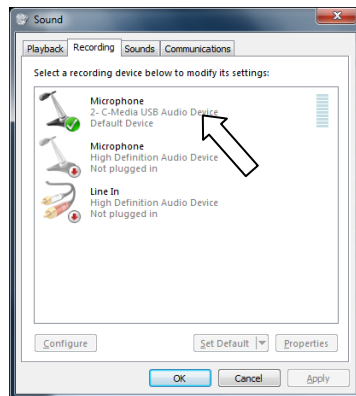 Sound
Playback Recording Sounds Communications
Select a recording device below to modify its settings:
Microphone
2- C-Media USB Audio Device
Default Device
Microphone
High Definition Audio Device
Not plugged in
Line In
High Definition Audio Device
Not plugged in
Configure Set Default Properties
OK Cancel Apply